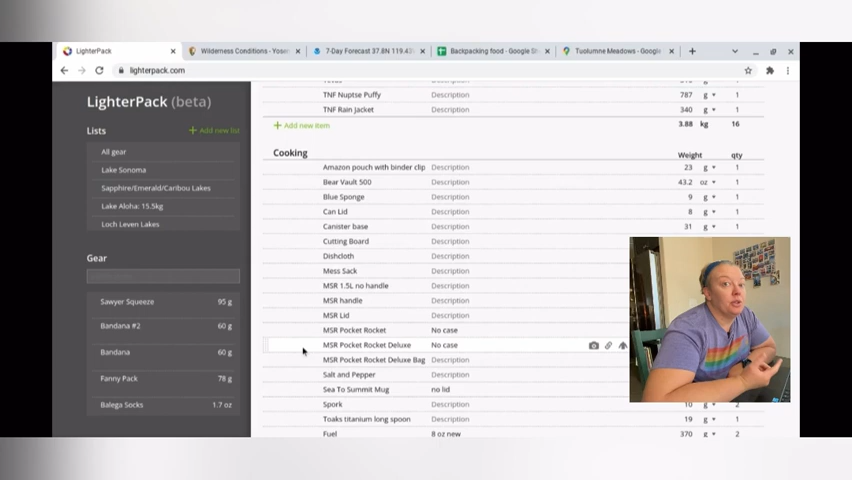 LighterPack
Wilderness Conditions - Yose
7-Day Forecast 37.8N 119.4
Backpacking food - Google Sh
Tuolumne Meadows - Google
lighterpack.com
LighterPack (beta)
Lists
+ Add new list
All gear
Lake Sonoma
Sapphire/Emerald/Caribou Lakes
Lake Aloha: 15.5kg
Loch Leven Lakes
Gear
Sawyer Squeeze 95 g
Bandana #2 60 g
Bandana 60 g
Fanny Pack 78 g
Balega Socks 1.7 oz
TNF Nuptse Puffy Description 787 g 1
TNF Rain Jacket Description 340 g 1
+ Add new item 3.88 kg 16
Cooking Weight qty
Amazon pouch with binder clip Description 23 g 1
Bear Vault 500 Description 43.2 oz 1
Blue Sponge Description 9 g 1
Can Lid Description 8 g 1
Canister base Description 31 g 1
Cutting Board Description
Dishcloth Description
Mess Sack Description
MSR 1.5L no handle Description
MSR handle Description
MSR Lid Description
MSR Pocket Rocket No case
MSR Pocket Rocket Deluxe No case
MSR Pocket Rocket Deluxe Bag Description
Salt and Pepper Description
Sea To Summit Mug no lid
Spork Description 10 g 2
Toaks titanium long spoon Description 19 g 1
Fuel 8 oz new 370 g 2